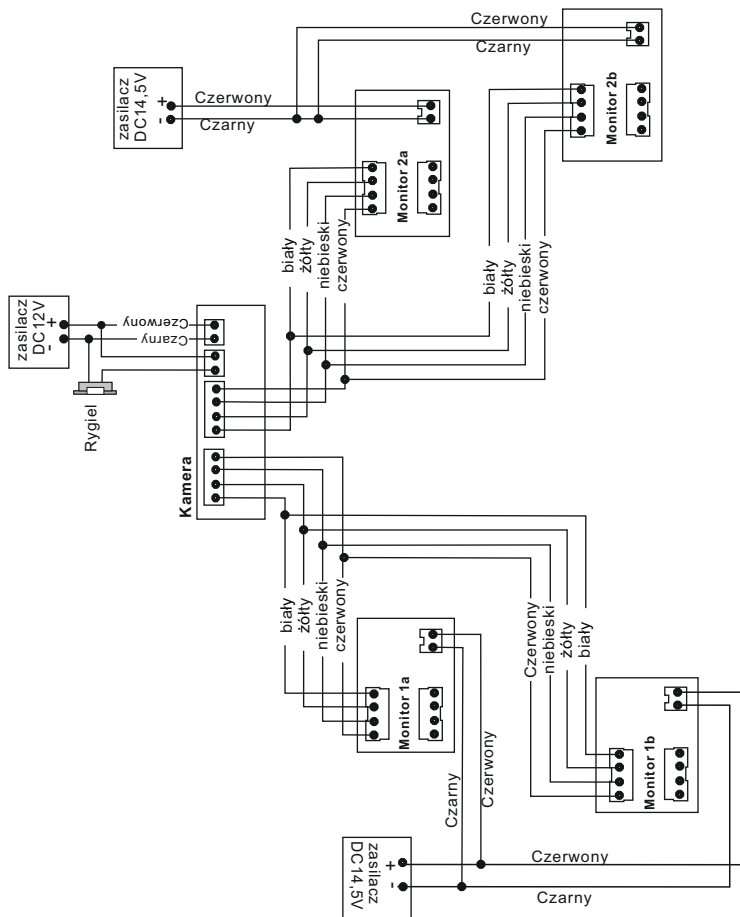 Czerwony
Czarny
zasilacz
DC14,5V
+
-
Czerwony
Czarny
Monitor 2b
Monitor 2a
biały
żółty
niebieski
czerwony
biały
żółty
niebieski
czerwony
zasilacz
DC12V
+
-
Czerwony
Czarny
Rygiel
Kamera
biały
żółty
niebieski
czerwony
Czerwony
niebieski
żółty
biały
Monitor 1a
Monitor 1b
Czarny
Czerwony
zasilacz
DC14,5V
+
-
Czerwony
Czarny